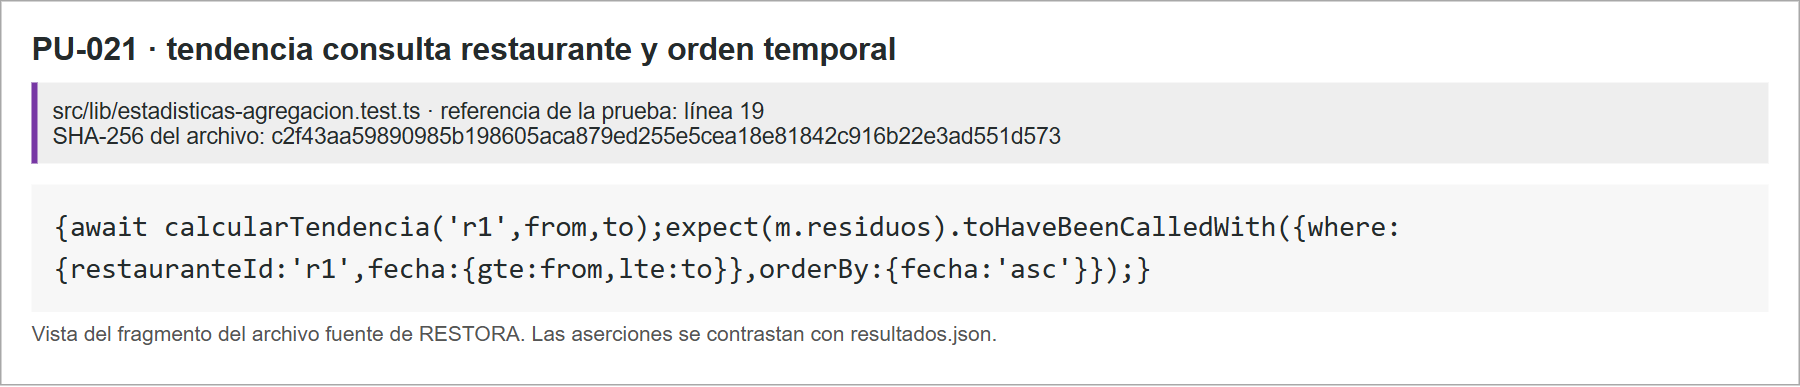 PU-021 · tendencia consulta restaurante y orden temporal
src/lib/estadisticas-agregacion.test.ts · referencia de la prueba: línea 19
SHA-256 del archivo: c2f43aa59890985b198605aca879ed255e5cea18e81842c916b22e3ad551d573
{await calcularTendencia('r1',from,to);expect(m.residuos).toHaveBeenCalledWith({where:
{restauranteId:'r1',fecha:{gte:from,lte:to}},orderBy:{fecha:'asc'}});}
Vista del fragmento del archivo fuente de RESTORA. Las aserciones se contrastan con resultados.json.